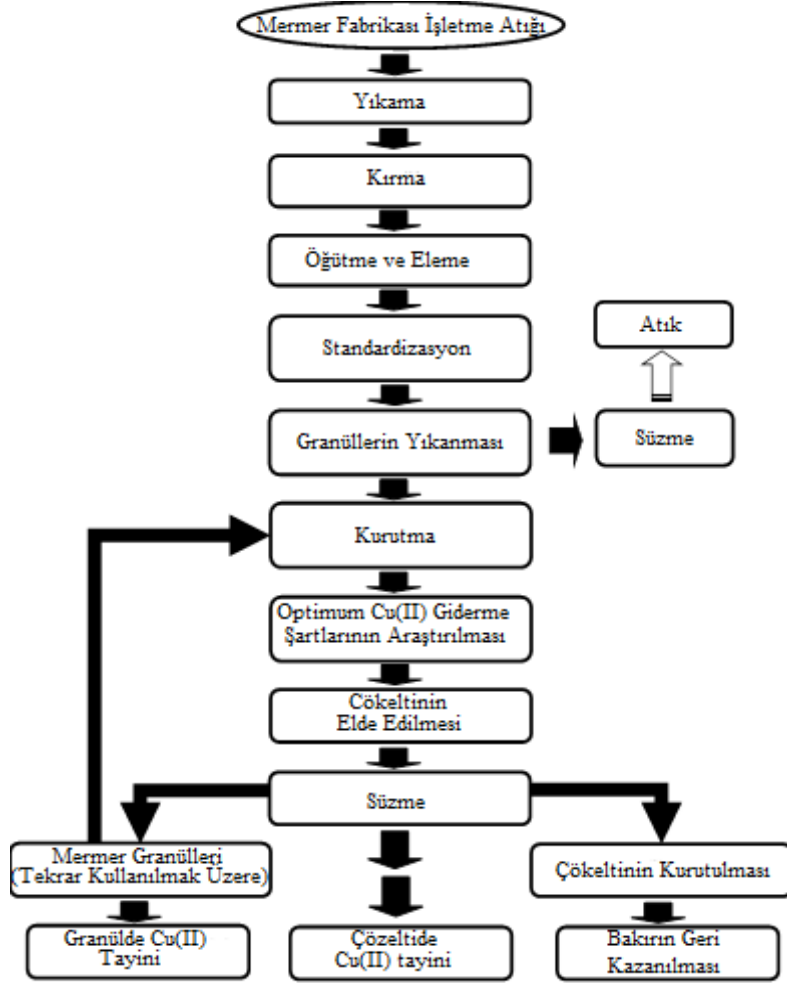 Mermer Fabrikası İşletme Atığı
Yıkama
Kırma
Öğütme ve Eleme
Standardizasyon
Atık
Granüllerin Yıkanması
Süzme
Kurutma
Optimum Cu(II) Giderme
Şartlarının Araştırılması
Cökeltinin
Elde Edilmesi
Süzme
Mermer Granülleri
(Tekrar Kullanılmak Üzere)
Çökeltinin Kurutulması
Granülde Cu(II)
Tayini
Çözeltide
Cu(II) tayini
Bakırın Geri
Kazanılması